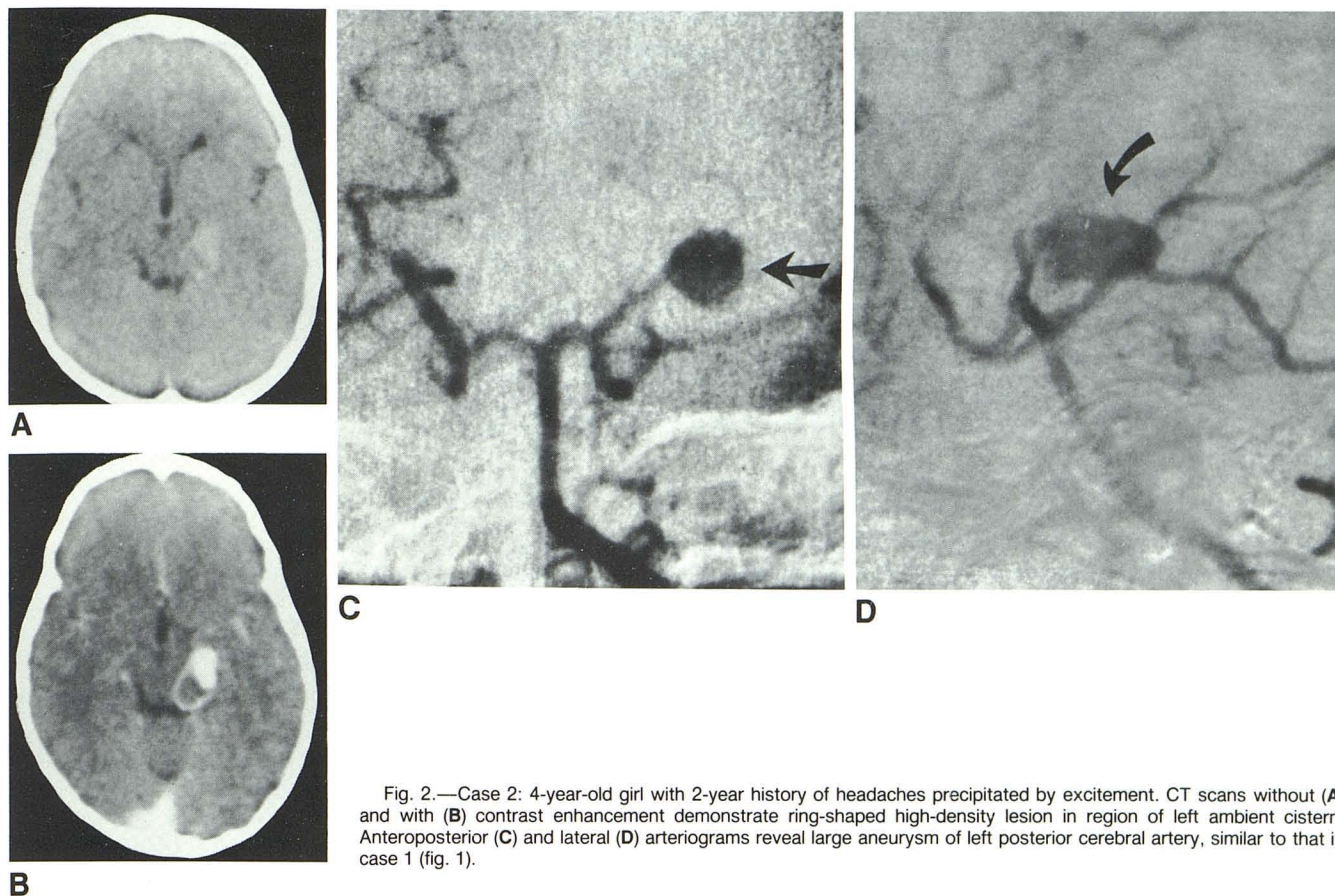 A
B
C
D
Fig. 2.—Case 2: 4-year-old girl with 2-year history of headaches precipitated by excitement. CT scans without (A
and with (B) contrast enhancement demonstrate ring-shaped high-density lesion in region of left ambient cistern
Anteroposterior (C) and lateral (D) arteriograms reveal large aneurysm of left posterior cerebral artery, similar to that i
case 1 (fig. 1).